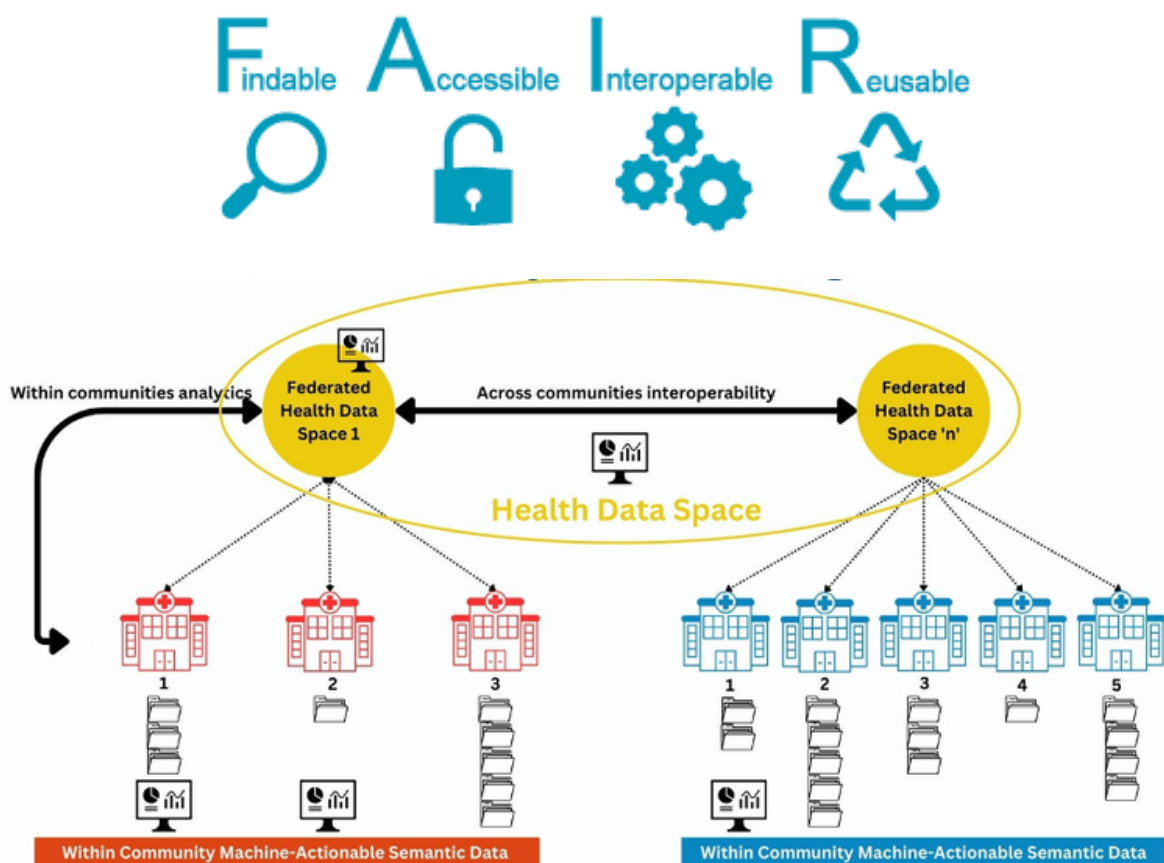 Findable Accessible Interoperable Reusable
Within communities analytics
Federated
Health Data
Space 1
Across communities interoperability
Federated
Health Data
Space 'n'
Health Data Space
1 2 3 1 2 3 4 5
Within Community Machine-Actionable Semantic Data
Within Community Machine-Actionable Semantic Data